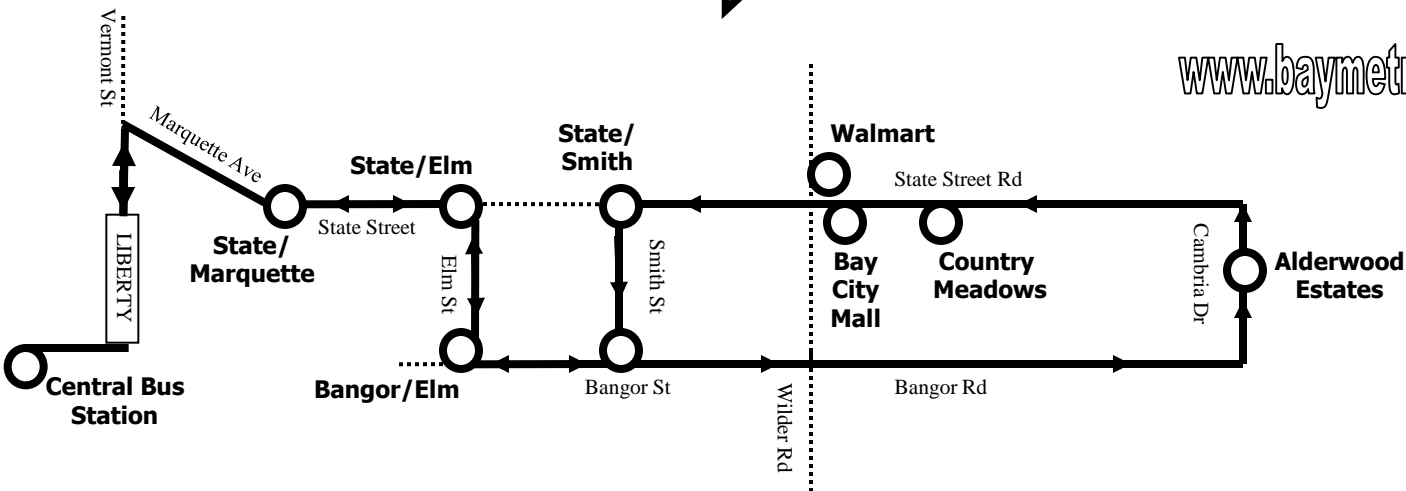 www.baymetr
Vermont St
Marquette Ave
State/
Smith
Walmart
State/Elm
State Street Rd
State Street
State/
Marquette
LIBERTY
Elm St
Smith St
Bay
City
Mall
Country
Meadows
Cambria Dr
Alderwood
Estates
Central Bus
Station
Bangor/Elm
Bangor St
Wilder Rd
Bangor Rd